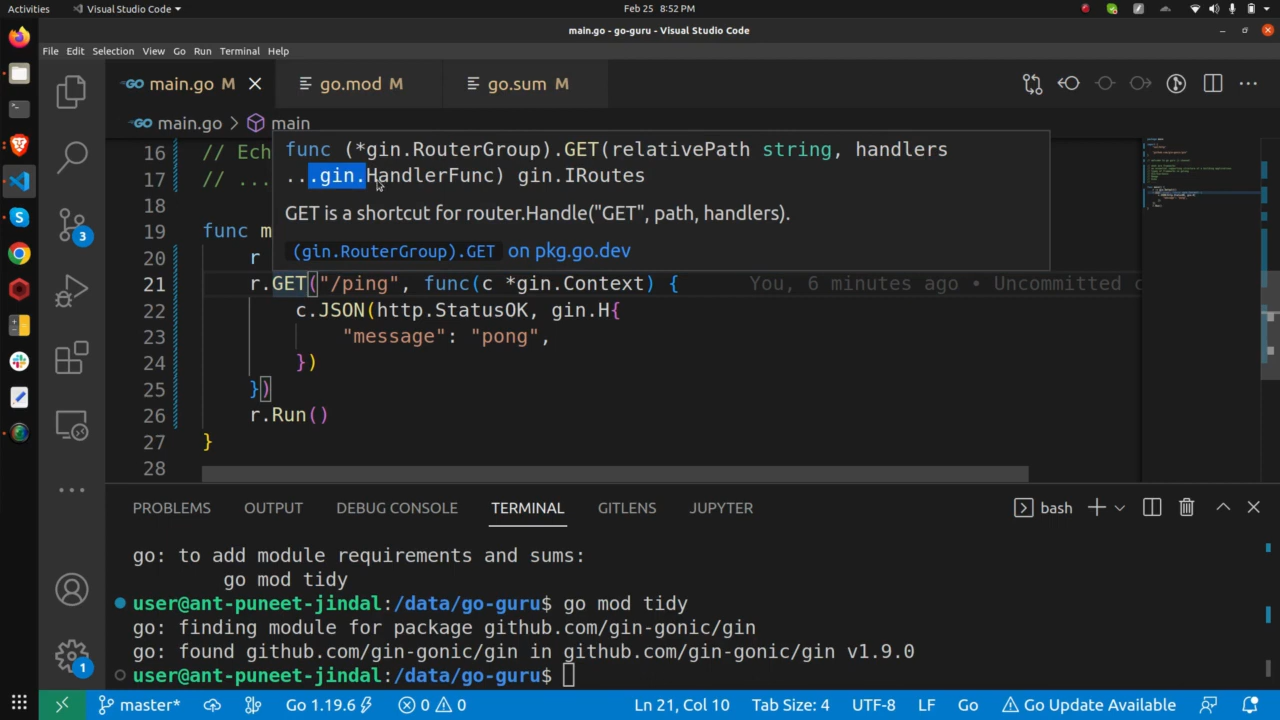 Activities
Visual Studio Code
Feb 25 8:52 PM
main.go - go-guru - Visual Studio Code
File Edit Selection View Go Run Terminal Help
GO main.go M
go.mod M
GO go.sum M
GO main.go > main
16 // Ech
17 // ...
18
19 func m
20 r
func (*gin.RouterGroup).GET(relativePath string, handlers
...gin.HandlerFunc) gin.IRoutes
GET is a shortcut for router.Handle("GET", path, handlers).
(gin.RouterGroup).GET on pkg.go.dev
21 r.GET("/ping", func(c *gin.Context) { You, 6 minutes ago • Uncommitted c
22 c.JSON(http.StatusOK, gin.H{
23 "message": "pong",
24 })
25 })
26 r.Run()
27 }
28
3
1
PROBLEMS OUTPUT DEBUG CONSOLE TERMINAL GITLENS JUPYTER
bash
go: to add module requirements and sums:
go mod tidy
user@ant-puneet-jindal:/data/go-guru$ go mod tidy
go: finding module for package github.com/gin-gonic/gin
go: found github.com/gin-gonic/gin in github.com/gin-gonic/gin v1.9.0
user@ant-puneet-jindal:/data/go-guru$
master* Go 1.19.6 0 0 Ln 21, Col 10 Tab Size: 4 UTF-8 LF Go Go Update Available